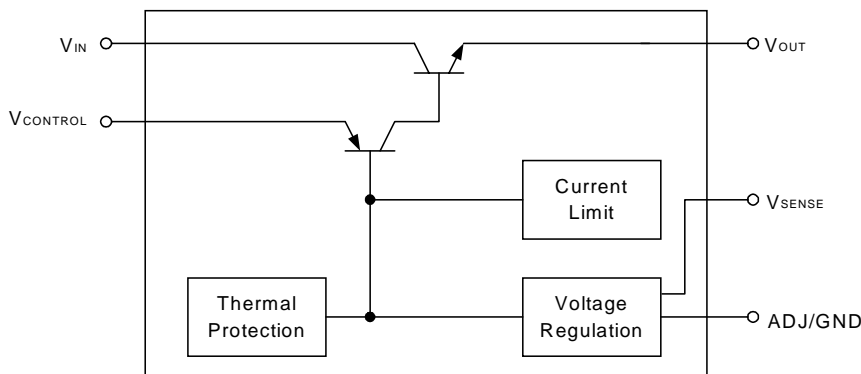 VIN
VOUT
VCONTROL
Current
Limit
VSENSE
Thermal
Protection
Voltage
Regulation
ADJ/GND